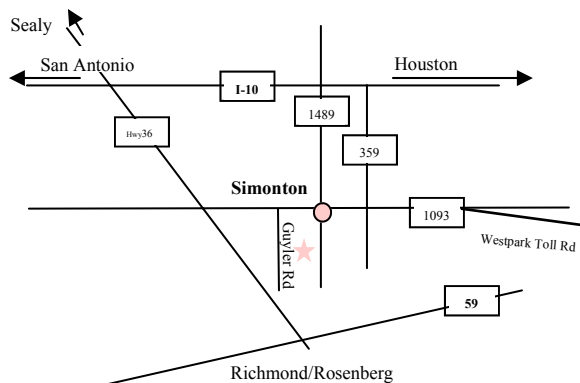 Sealy
San Antonio
Houston
I-10
1489
Hwy36
359
Simonton
1093
Guyler Rd
Westpark Toll Rd
59
Richmond/Rosenberg